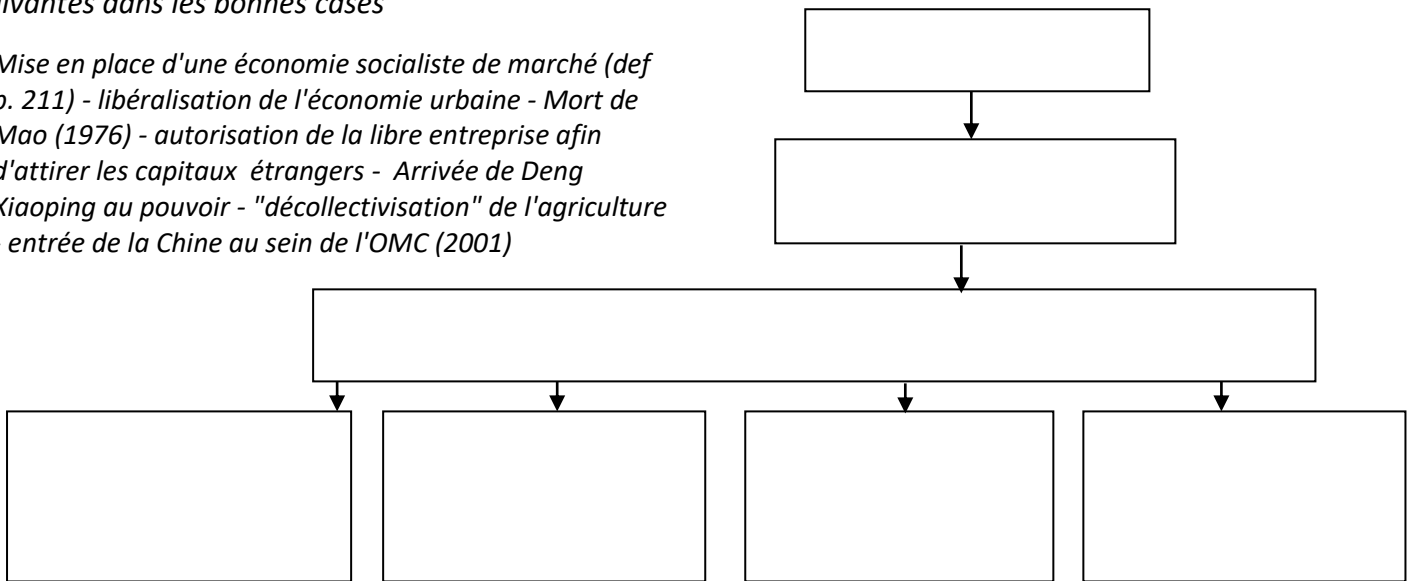 ivantes dans les bonnes cases
Mise en place d'une économie socialiste de marché (def
p. 211) - libéralisation de l'économie urbaine - Mort de
Mao (1976) - autorisation de la libre entreprise afin
d'attirer les capitaux étrangers - Arrivée de Deng
Xiaoping au pouvoir - "décollectivisation" de l'agriculture
- entrée de la Chine au sein de l'OMC (2001)